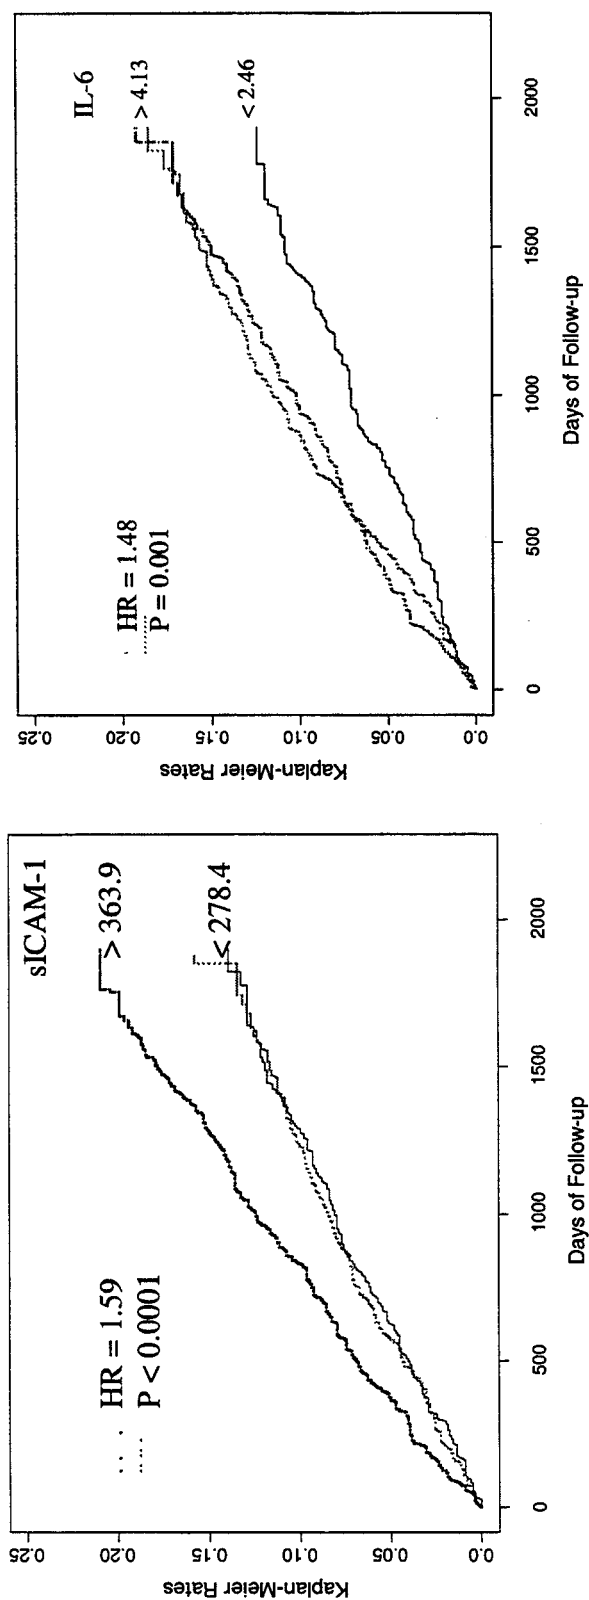 sICAM-1
> 363.9
< 278.4
HR = 1.59
P < 0.0001
0.25
0.20
0.15
0.10
0.05
0.0
Kaplan-Meier Rates
0
500
1000
1500
2000
Days of Follow-up
IL-6
> 4.13
< 2.46
HR = 1.48
P = 0.001
0.25
0.20
0.15
0.10
0.05
0.0
Kaplan-Meier Rates
0
500
1000
1500
2000
Days of Follow-up